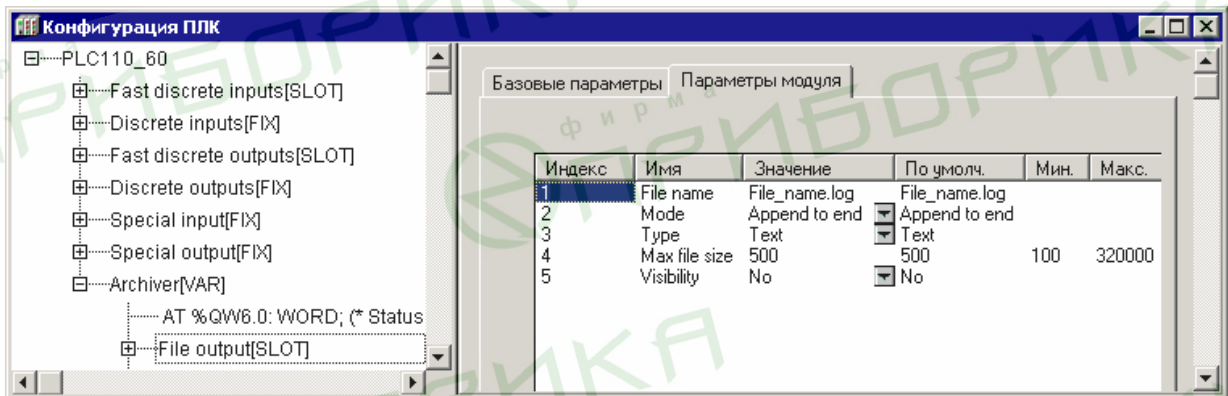 Конфигурация ПЛК
PLC110_60
Fast discrete inputs[SLOT]
Discrete inputs[FIX]
Fast discrete outputs[SLOT]
Discrete outputs[FIX]
Special input[FIX]
Special output[FIX]
Archiver[VAR]
AT %QW6.0: WORD; (* Status
File output[SLOT]
Базовые параметры Параметры модуля
фирма
ПРИБОРИКА
Индекс Имя Значение По умолч. Мин. Макс.
1 File name File_name.log File_name.log
2 Mode Append to end Append to end
3 Type Text Text
4 Max file size 500 500 100 320000
5 Visibility No No